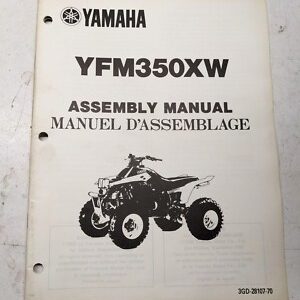 YAMAHA
YFM350XW
ASSEMBLY MANUAL
MANUEL D'ASSEMBLAGE
3GD-28107-70